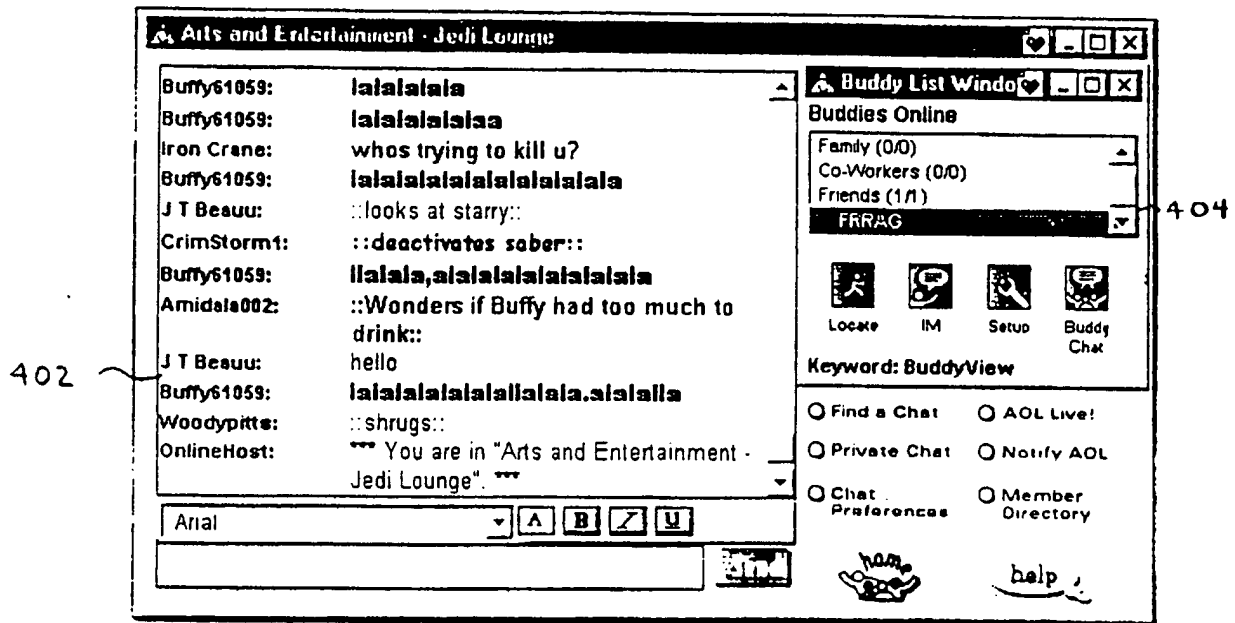 Arts and Entertainment - Jedi Lounge
Buffy61059: lalalalala
Buffy61059: lalalalalalaa
Iron Crane: whos trying to kill u?
Buffy61059: lalalalalalalalalalalala
J T Beauu: ::looks at starry::
CrimStorm1: ::deactivates saber::
Buffy61059: llalala,alalalalalalalalala
Amidala002: ::Wonders if Buffy had too much to
drink::
J T Beauu: hello
Buffy61059: lalalalalalalallalala.alalalla
Woodypitts: ::shrugs::
OnlineHost: *** You are in "Arts and Entertainment -
Jedi Lounge". ***
Arial
A B I U
Buddy List Windo
Buddies Online
Family (0/0)
Co-Workers (0/0)
Friends (1/1)
FRRAG
Locate IM Setup Buddy
Chat
Keyword: BuddyView
Find a Chat AOL Live!
Private Chat Notify AOL
Chat Member
Preferences Directory
home help
402
404